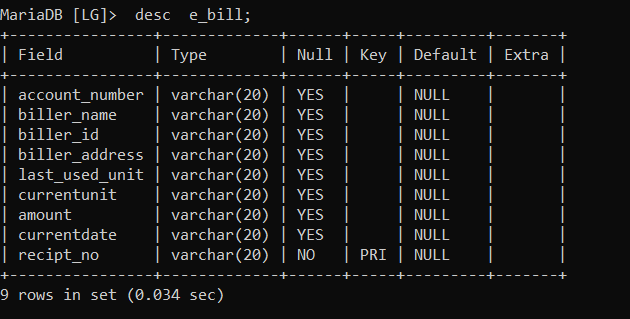 MariaDB [LG]>  desc  e_bill;
+----------------+-------------+------+-----+---------+-------+
| Field          | Type        | Null | Key | Default | Extra |
+----------------+-------------+------+-----+---------+-------+
| account_number | varchar(20) | YES  |     | NULL    |       |
| biller_name    | varchar(20) | YES  |     | NULL    |       |
| biller_id      | varchar(20) | YES  |     | NULL    |       |
| biller_address | varchar(20) | YES  |     | NULL    |       |
| last_used_unit | varchar(20) | YES  |     | NULL    |       |
| currentunit    | varchar(20) | YES  |     | NULL    |       |
| amount         | varchar(20) | YES  |     | NULL    |       |
| currentdate    | varchar(20) | YES  |     | NULL    |       |
| recipt_no      | varchar(20) | NO   | PRI | NULL    |       |
+----------------+-------------+------+-----+---------+-------+
9 rows in set (0.034 sec)